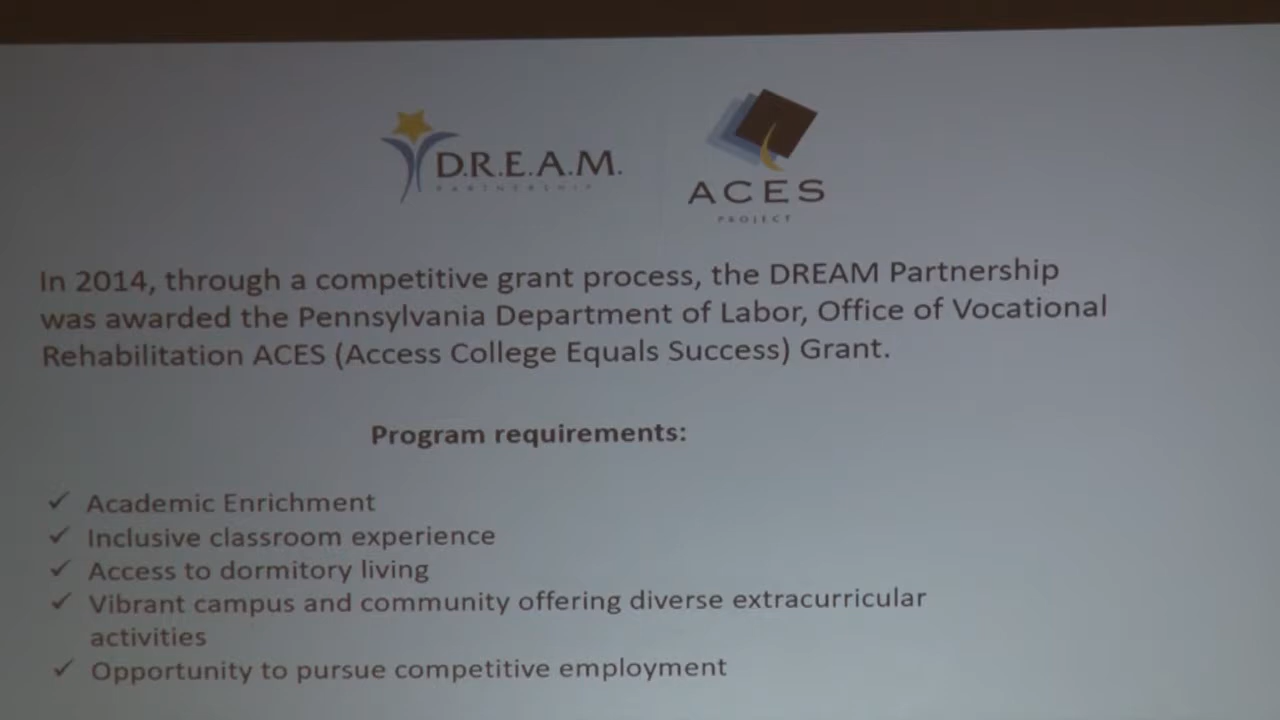 D.R.E.A.M.
PARTNERSHIP
ACES
PROJECT
In 2014, through a competitive grant process, the DREAM Partnership
was awarded the Pennsylvania Department of Labor, Office of Vocational
Rehabilitation ACES (Access College Equals Success) Grant.
Program requirements:
✓ Academic Enrichment
✓ Inclusive classroom experience
✓ Access to dormitory living
✓ Vibrant campus and community offering diverse extracurricular
activities
✓ Opportunity to pursue competitive employment